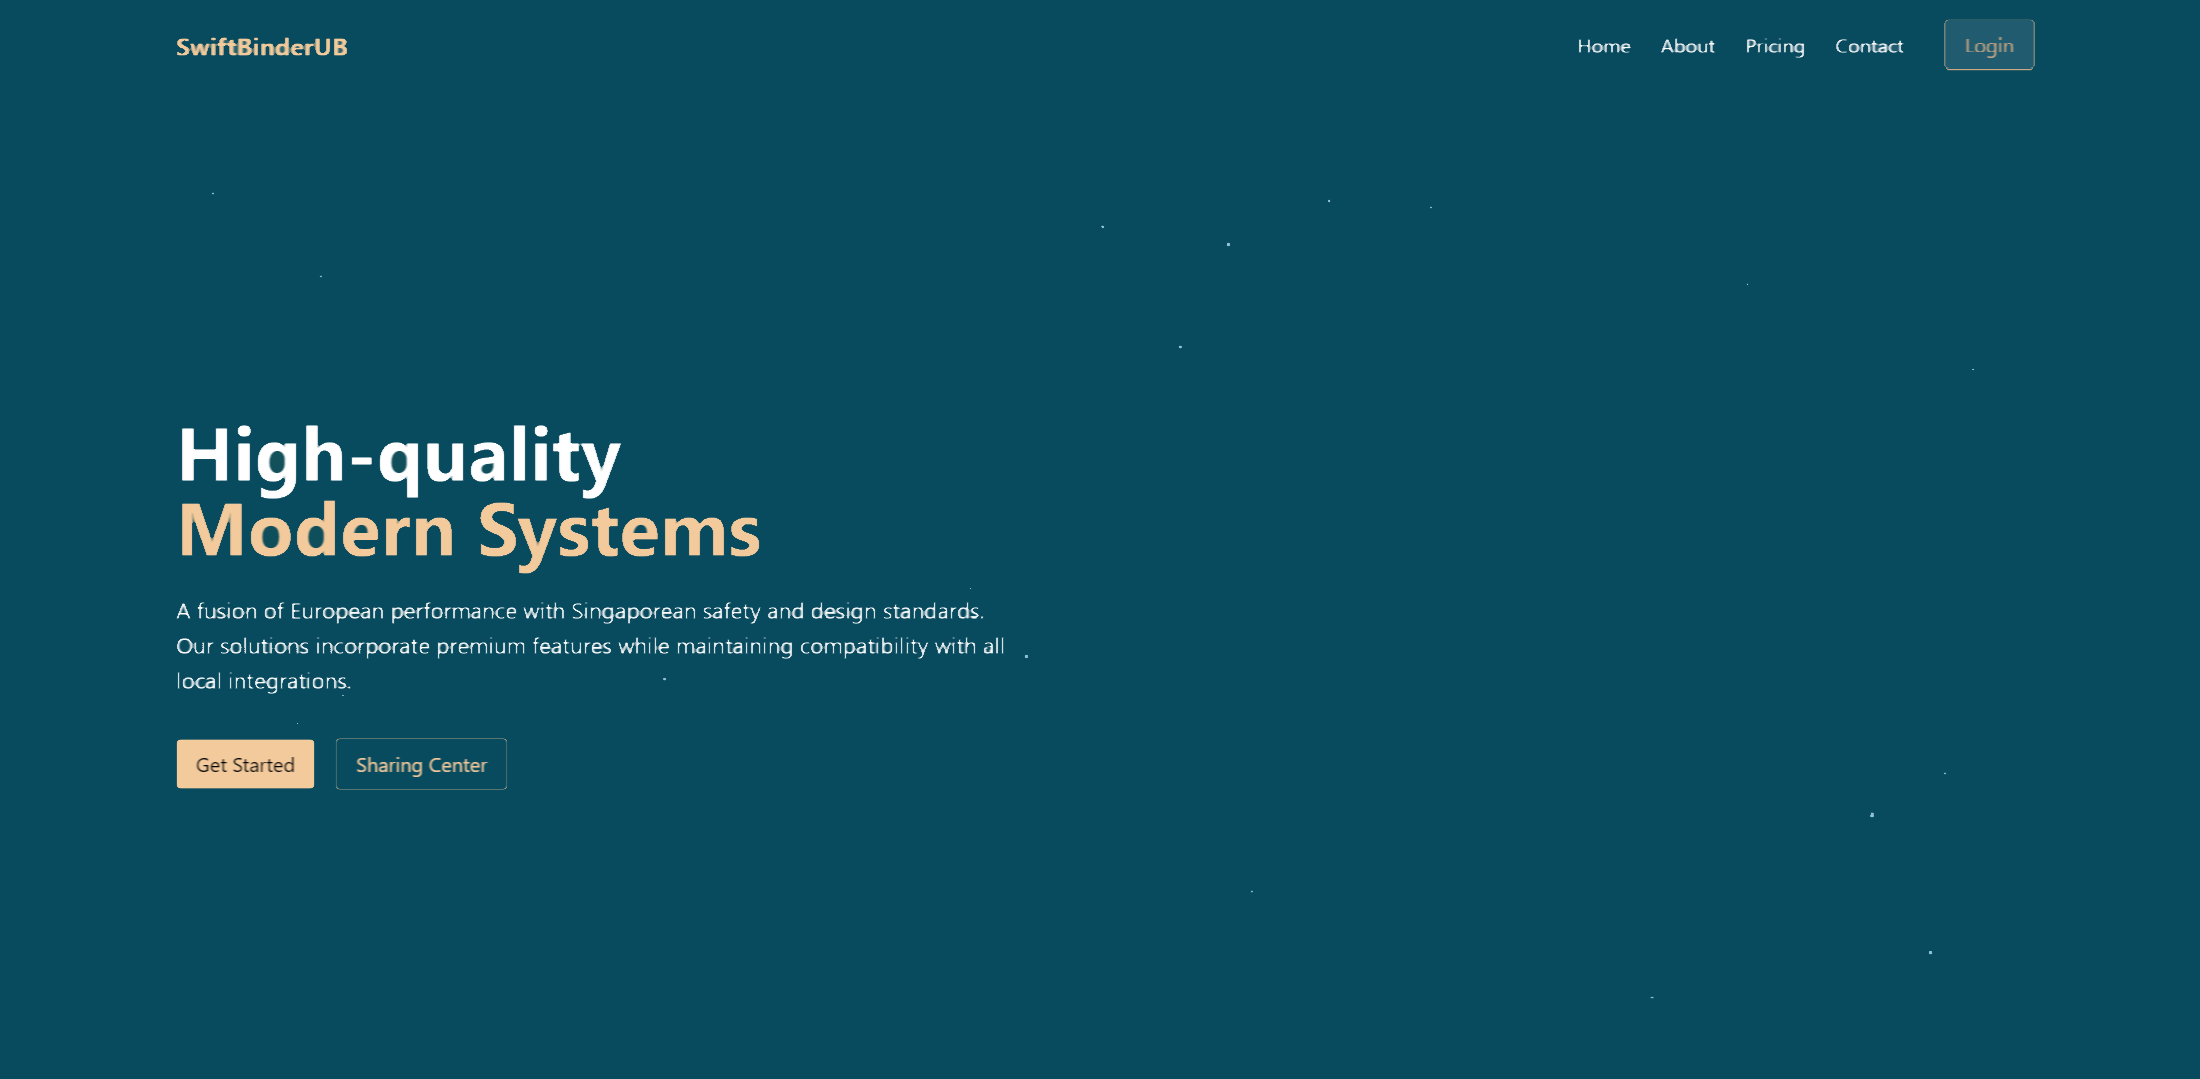 SwiftBinderUB
Home About Pricing Contact Login
High-quality
Modern Systems
A fusion of European performance with Singaporean safety and design standards.
Our solutions incorporate premium features while maintaining compatibility with all
local integrations.
Get Started Sharing Center